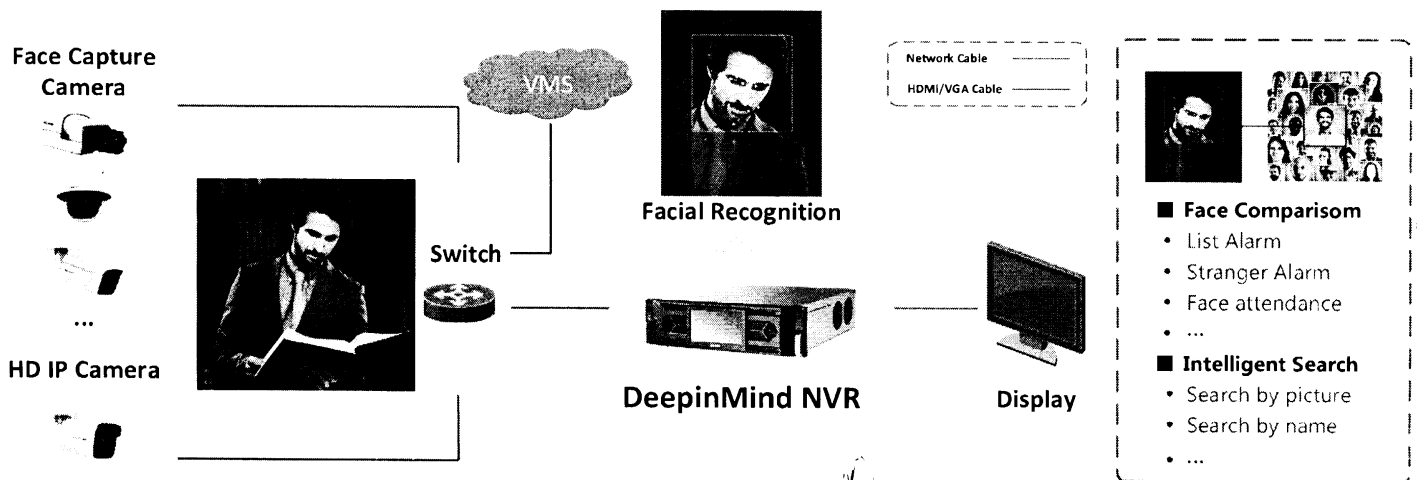 Face Capture
Camera
...
HD IP Camera
VMS
Switch
Facial Recognition
DeepinMind NVR
Network Cable
HDMi/VGA Cable
Display
■ Face Comparisom
• List Alarm
• Stranger Alarm
• Face attendance
• ...
■ Intelligent Search
• Search by picture
• Search by name
• ...